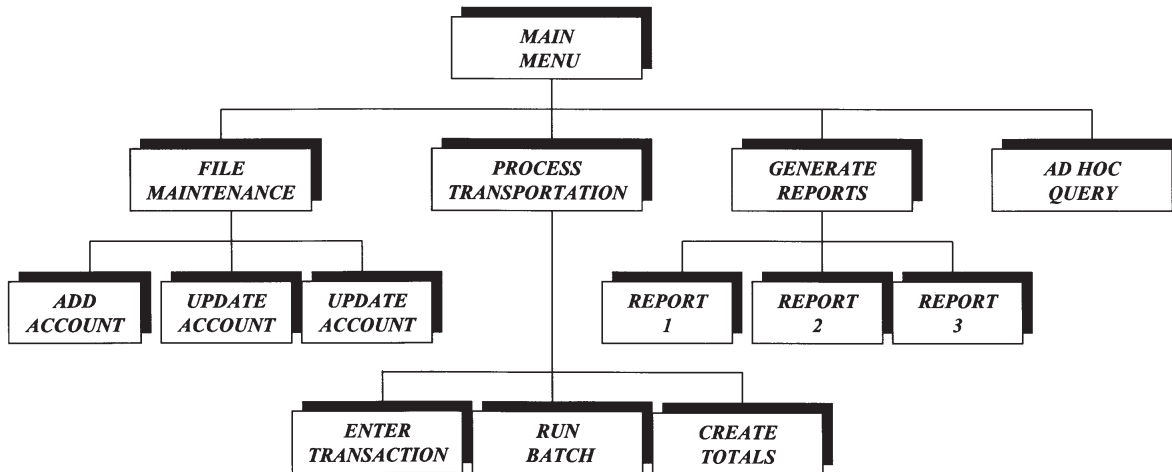 MAIN
MENU
FILE
MAINTENANCE
PROCESS
TRANSPORTATION
GENERATE
REPORTS
AD HOC
QUERY
ADD
ACCOUNT
UPDATE
ACCOUNT
UPDATE
ACCOUNT
REPORT
1
REPORT
2
REPORT
3
ENTER
TRANSACTION
RUN
BATCH
CREATE
TOTALS